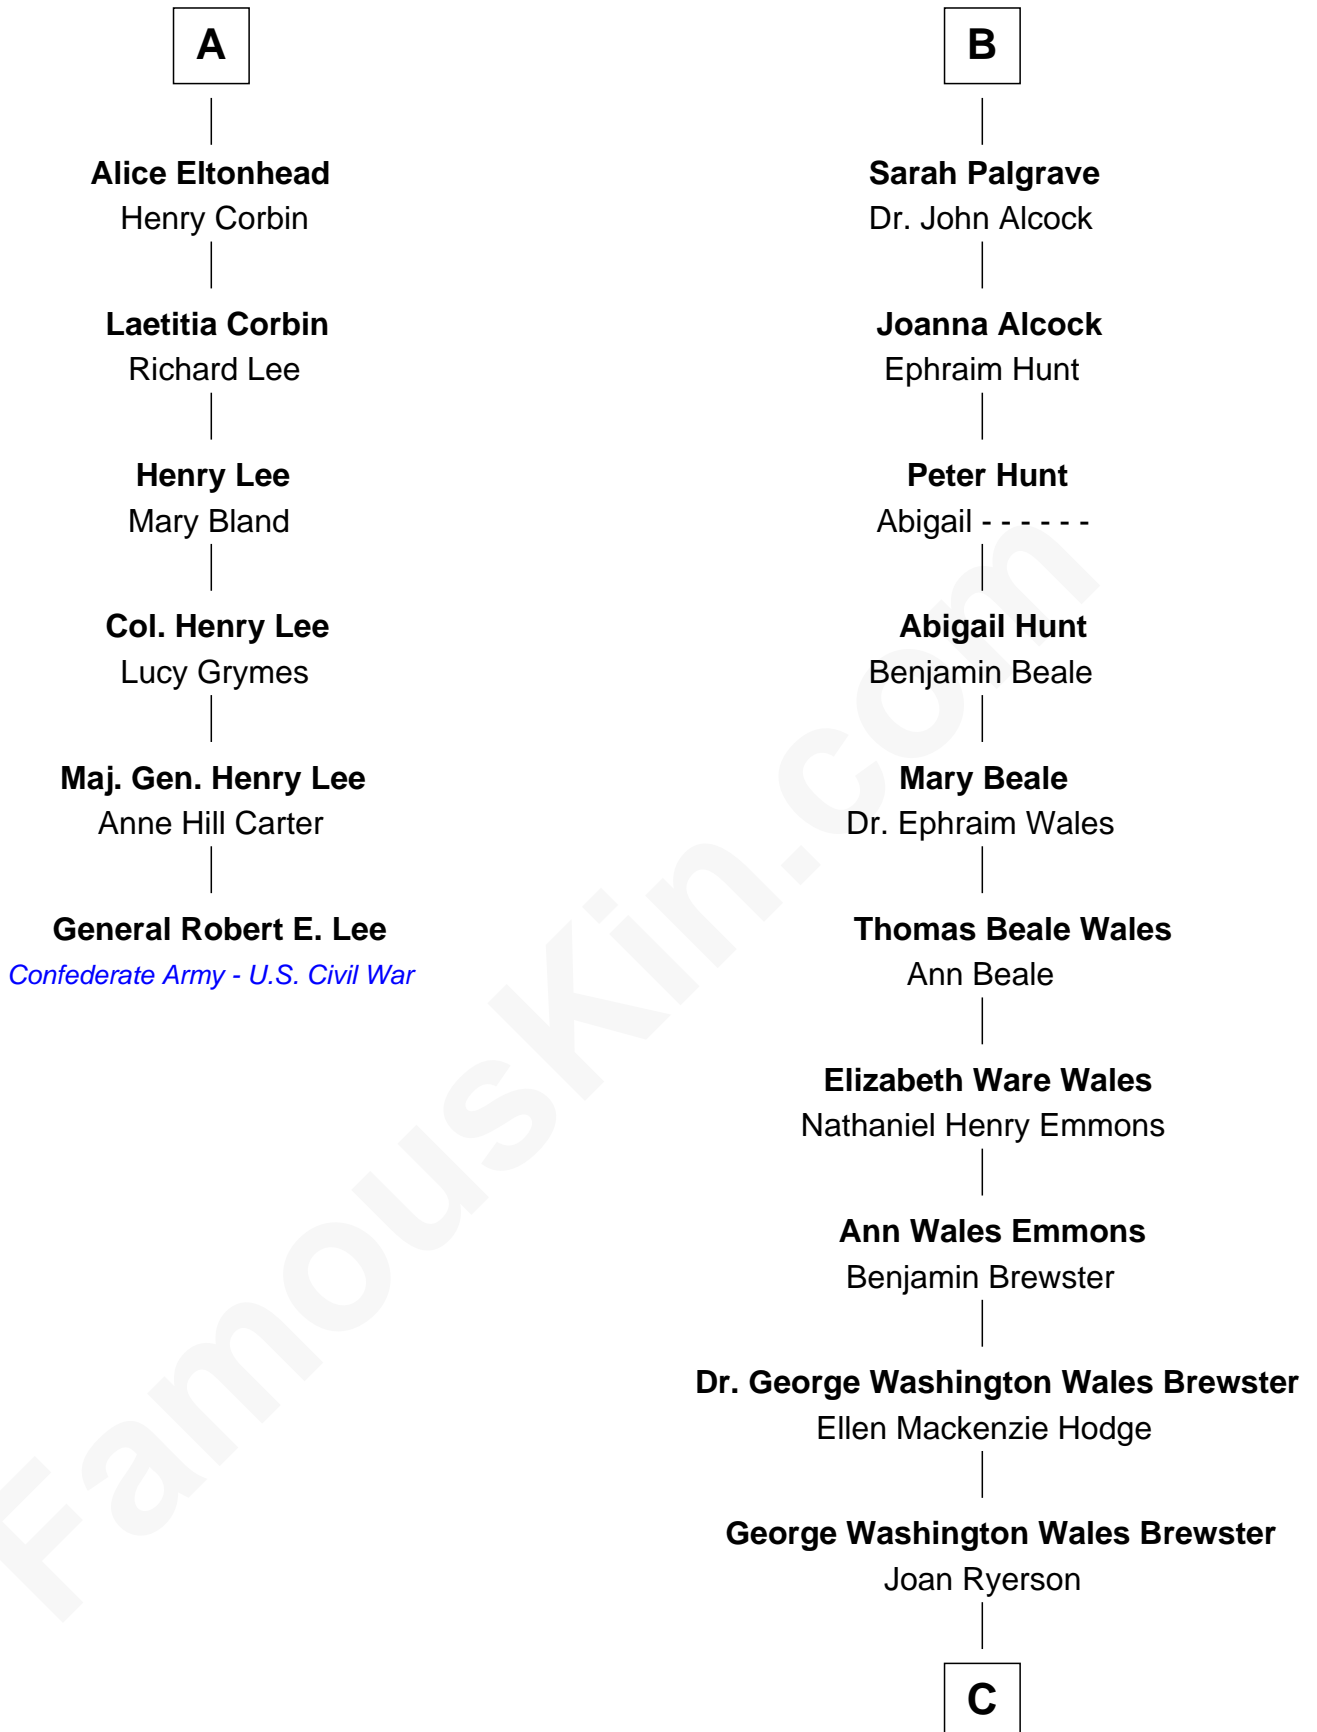 A
Alice Eltonhead
Henry Corbin
Laetitia Corbin
Richard Lee
Henry Lee
Mary Bland
Col. Henry Lee
Lucy Grymes
Maj. Gen. Henry Lee
Anne Hill Carter
General Robert E. Lee
Confederate Army - U.S. Civil War
B
Sarah Palgrave
Dr. John Alcock
Joanna Alcock
Ephraim Hunt
Peter Hunt
Abigail - - - - - -
Abigail Hunt
Benjamin Beale
Mary Beale
Dr. Ephraim Wales
Thomas Beale Wales
Ann Beale
Elizabeth Ware Wales
Nathaniel Henry Emmons
Ann Wales Emmons
Benjamin Brewster
Dr. George Washington Wales Brewster
Ellen Mackenzie Hodge
George Washington Wales Brewster
Joan Ryerson
C
FamousKin.com